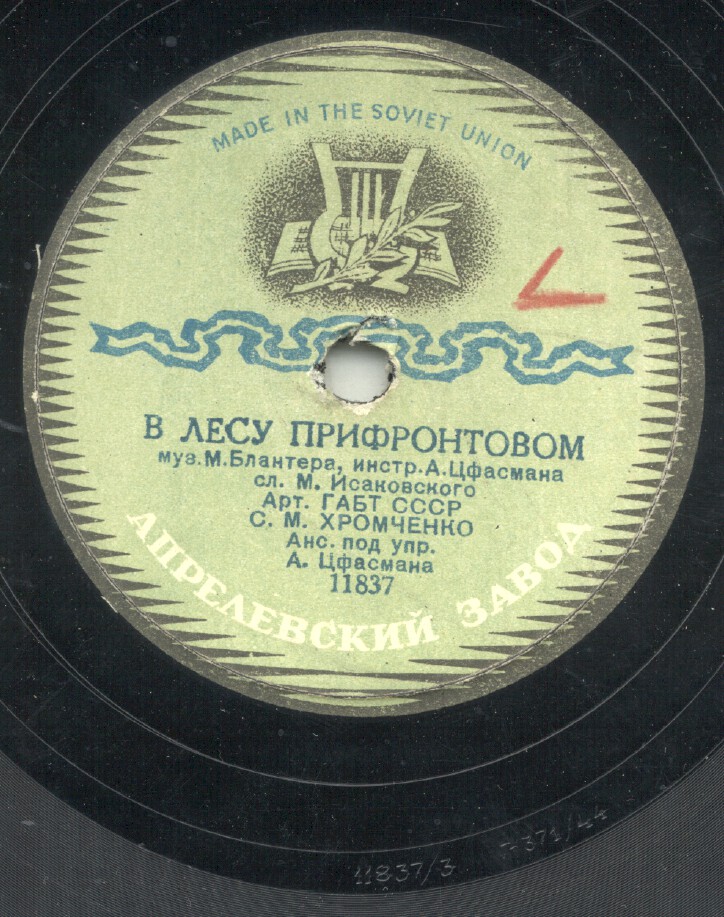 MADE IN THE SOVIET UNION
В ЛЕСУ ПРИФРОНТОВОМ
муз. М. Блантера, инстр. А. Цфасмана
сл. М. Исаковского
Арт. ГАБТ СССР
С. М. ХРОМЧЕНКО
Анс. под упр.
А. Цфасмана
11837
АПРЕЛЕВСКИЙ ЗАВОД
11837/3